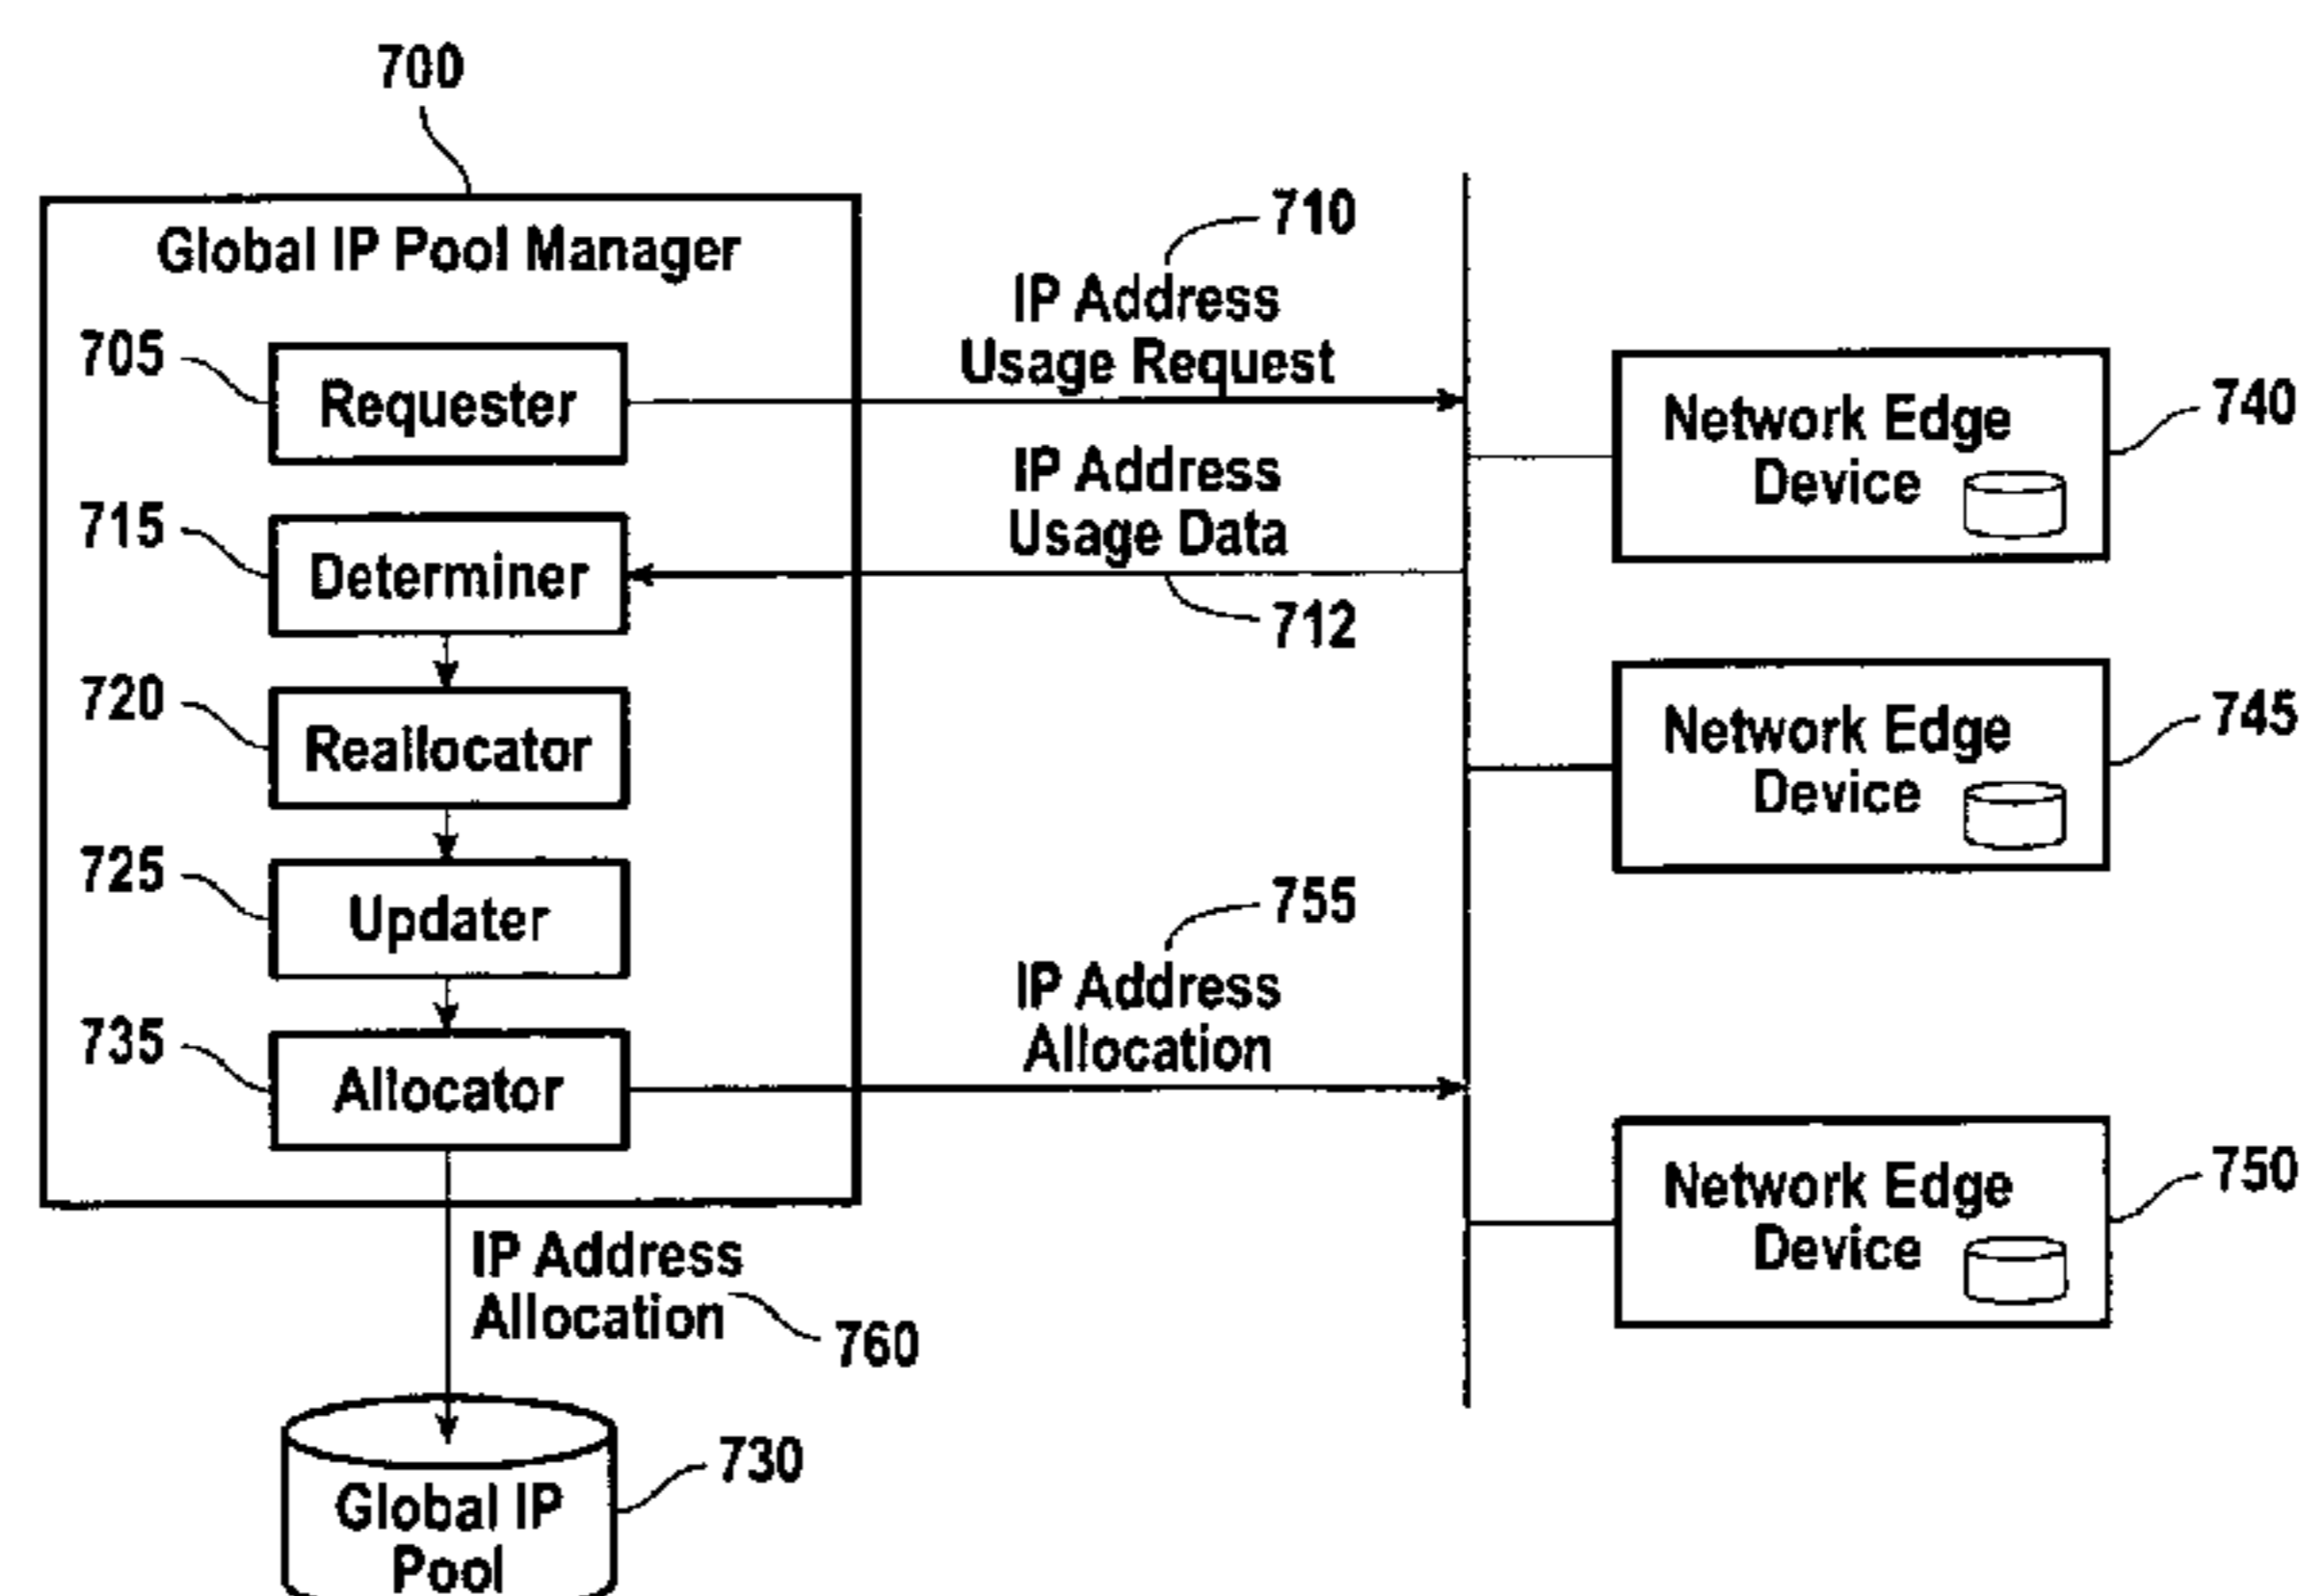 700
Global IP Pool Manager
710
IP Address
Usage Request
705
Requester
Network Edge
Device
740
IP Address
Usage Data
715
Determiner
712
720
Reallocator
Network Edge
Device
745
725
Updater
755
IP Address
Allocation
735
Allocator
Network Edge
Device
750
IP Address
Allocation
760
730
Global IP
Pool